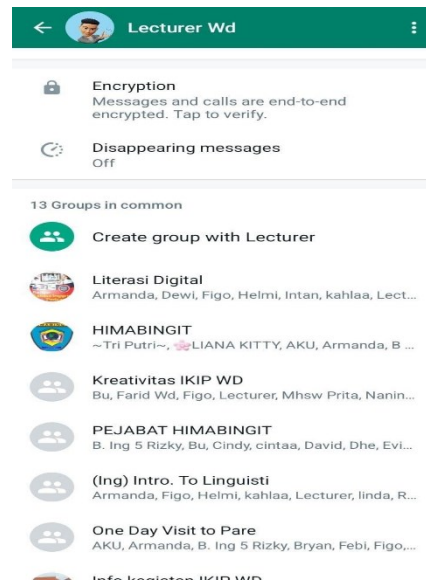 Lecturer Wd
Encryption
Messages and calls are end-to-end
encrypted. Tap to verify.
Disappearing messages
Off
13 Groups in common
Create group with Lecturer
Literasi Digital
Armanda, Dewi, Figo, Helmi, Intan, kahlaa, Lect...
HIMABINGIT
~Tri Putri~, 🌸LIANA KITTY, AKU, Armanda, B ...
Kreativitas IKIP WD
Bu, Farid Wd, Figo, Lecturer, Mhsw Prita, Nanin...
PEJABAT HIMABINGIT
B. Ing 5 Rizky, Bu, Cindy, cintaa, David, Dhe, Evi...
(Ing) Intro. To Linguisti
Armanda, Figo, Helmi, kahlaa, Lecturer, linda, R...
One Day Visit to Pare
AKU, Armanda, B. Ing 5 Rizky, Bryan, Febi, Figo,...
Info kegiatan IKIP WD